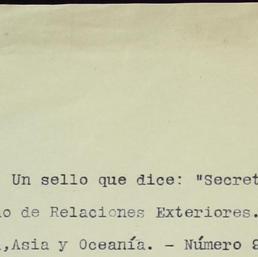 Un sello que dice: "Secret
o de Relaciones Exteriores.
,Asia y Oceanía. - Número